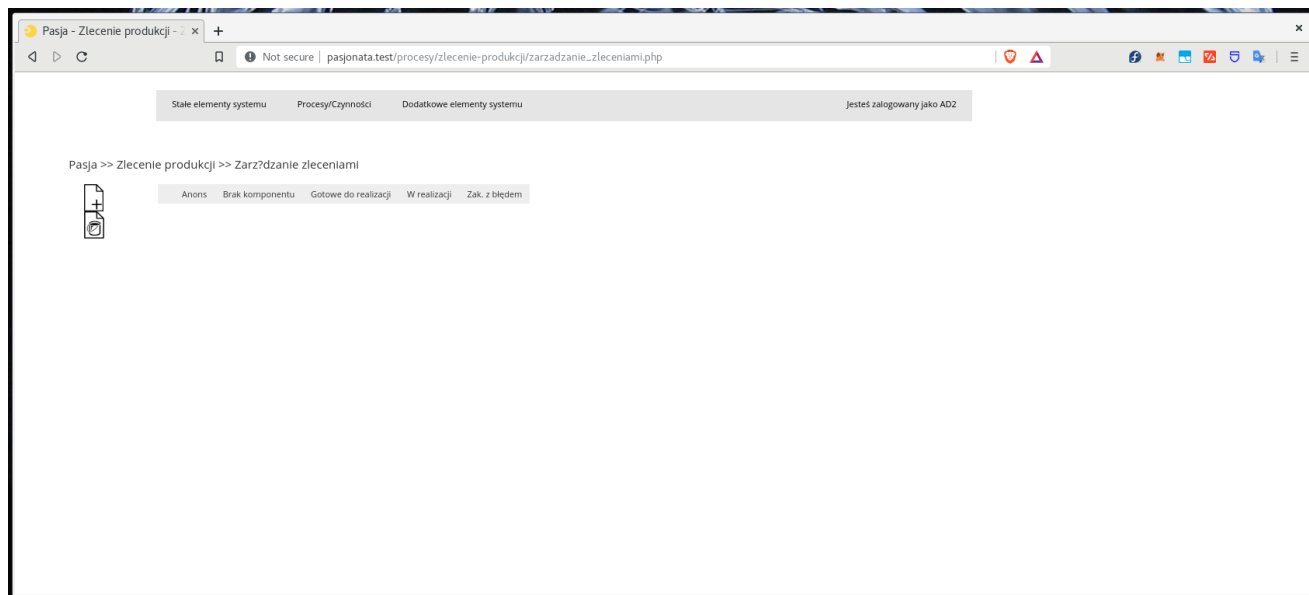 Pasja - Zlecenie produkcji -
Not secure | pasjonata.test/procesy/zlecenie-produkcji/zarzadzanie_zleceniami.php
Stałe elementy systemu Procesy/Czynności Dodatkowe elementy systemu Jesteś zalogowany jako AD2
Pasja >> Zlecenie produkcji >> Zarz?dzanie zleceniami
Anons Brak komponentu Gotowe do realizacji W realizacji Zak. z błędem